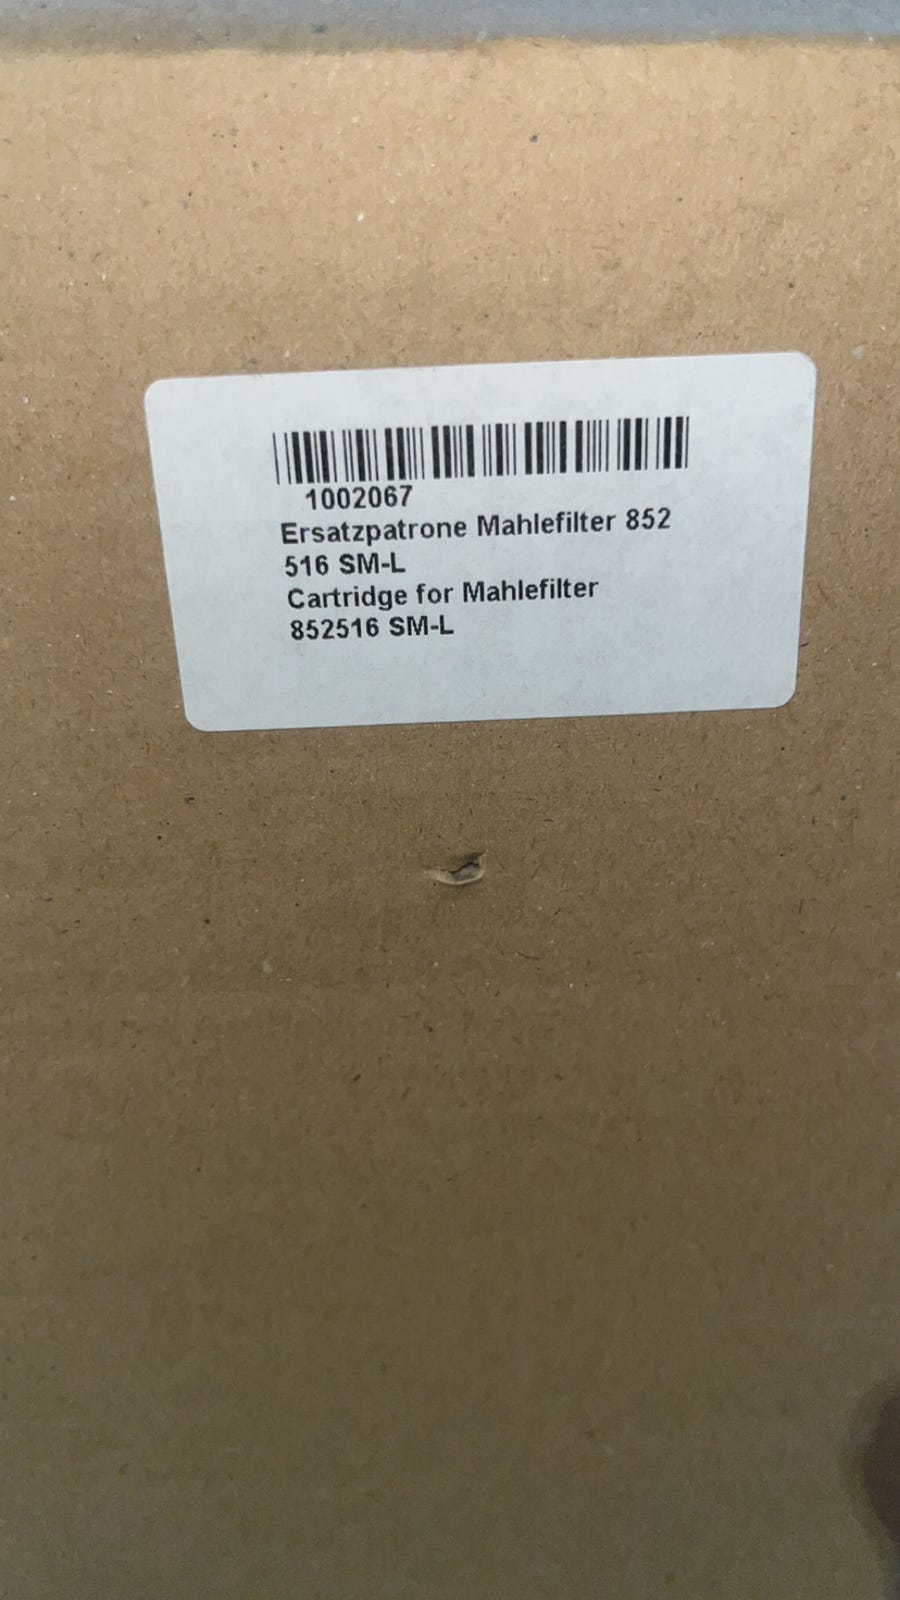 1002067
Ersatzpatrone Mahlefilter 852
516 SM-L
Cartridge for Mahlefilter
852516 SM-L